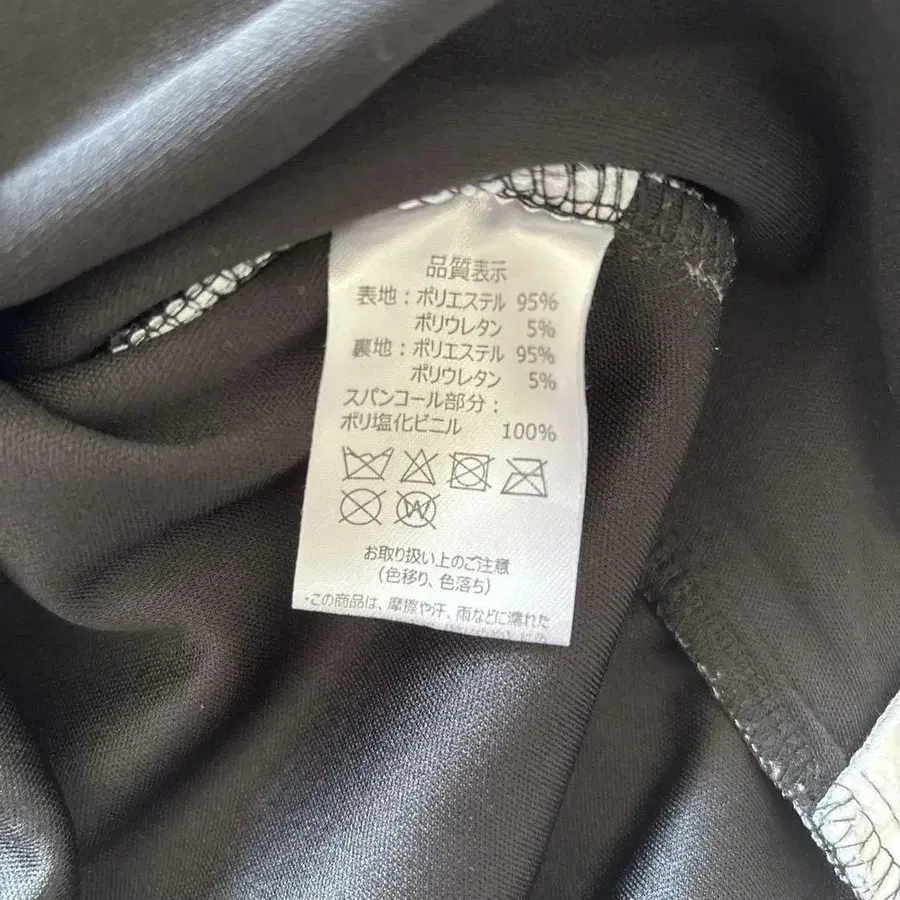 品質表示
表地：ポリエステル 95%
ポリウレタン 5%
裏地：ポリエステル 95%
ポリウレタン 5%
スパンコール部分：
ポリ塩化ビニル 100%
W
お取り扱い上のご注意
（色移り、色落ち）
・この商品は、摩擦や汗、雨などに濡れた